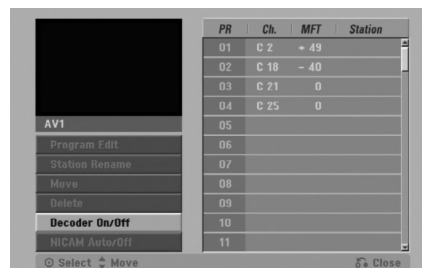 PR Ch. MFT Station
01 C 2 + 49
02 C 18 – 40
03 C 21 0
04 C 25 0
05
06
07
08
09
10
11
AV1
Program Edit
Station Rename
Move
Delete
Decoder On/Off
NICAM Auto/Off
Select Move
Close